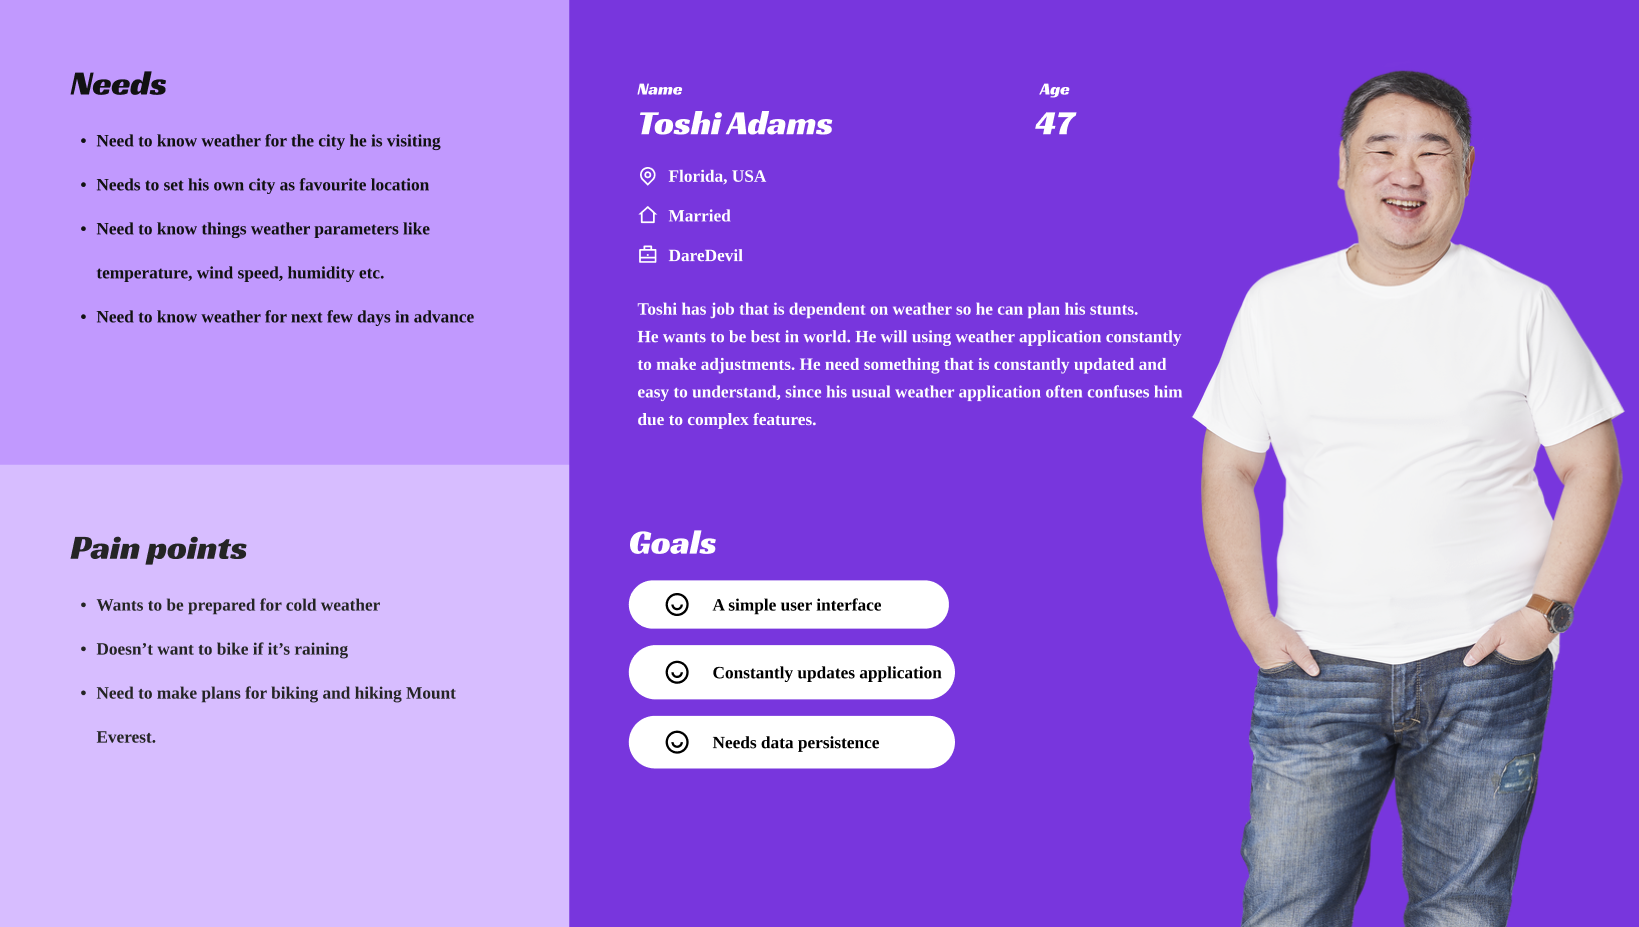 Needs
• Need to know weather for the city he is visiting
• Needs to set his own city as favourite location
• Need to know things weather parameters like
temperature, wind speed, humidity etc.
• Need to know weather for next few days in advance
Pain points
• Wants to be prepared for cold weather
• Doesn’t want to bike if it’s raining
• Need to make plans for biking and hiking Mount
Everest.
Name
Toshi Adams
Age
47
Florida, USA
Married
DareDevil
Toshi has job that is dependent on weather so he can plan his stunts.
He wants to be best in world. He will using weather application constantly
to make adjustments. He need something that is constantly updated and
easy to understand, since his usual weather application often confuses him
due to complex features.
Goals
A simple user interface
Constantly updates application
Needs data persistence